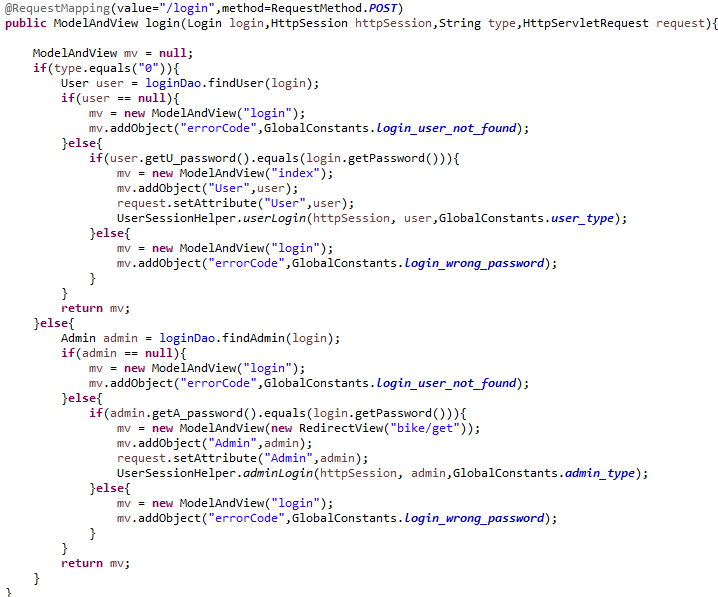 @RequestMapping(value="/login",method=RequestMethod.POST)
public ModelAndView login(Login login,HttpSession httpSession,String type,HttpServletRequest request){
    ModelAndView mv = null;
    if(type.equals("0")){
        User user = loginDao.findUser(login);
        if(user == null){
            mv = new ModelAndView("login");
            mv.addObject("errorCode",GlobalConstants.login_user_not_found);
        }else{
            if(user.getU_password().equals(login.getPassword())){
                mv = new ModelAndView("index");
                mv.addObject("User",user);
                request.setAttribute("User",user);
                UserSessionHelper.userLogin(httpSession, user,GlobalConstants.user_type);
            }else{
                mv = new ModelAndView("login");
                mv.addObject("errorCode",GlobalConstants.login_wrong_password);
            }
        }
        return mv;
    }else{
        Admin admin = loginDao.findAdmin(login);
        if(admin == null){
            mv = new ModelAndView("login");
            mv.addObject("errorCode",GlobalConstants.login_user_not_found);
        }else{
            if(admin.getA_password().equals(login.getPassword())){
                mv = new ModelAndView(new RedirectView("bike/get"));
                mv.addObject("Admin",admin);
                request.setAttribute("Admin",admin);
                UserSessionHelper.adminLogin(httpSession, admin,GlobalConstants.admin_type);
            }else{
                mv = new ModelAndView("login");
                mv.addObject("errorCode",GlobalConstants.login_wrong_password);
            }
        }
        return mv;
    }
}